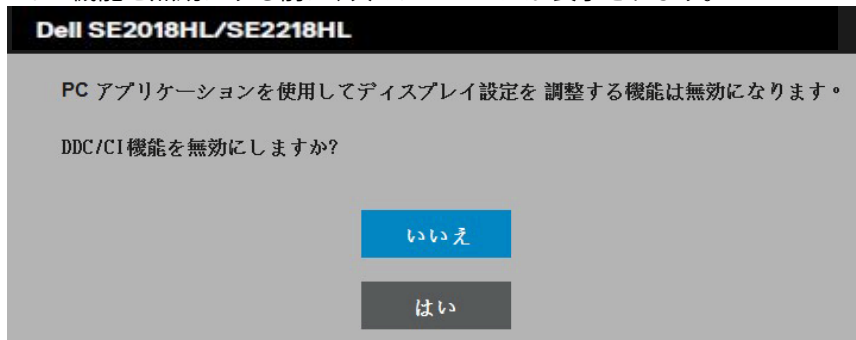 Dell SE2018HL/SE2218HL
PC アプリケーションを使用してディスプレイ設定を 調整する機能は無効になります。
DDC/CI機能を無効にしますか?
いいえ
はい